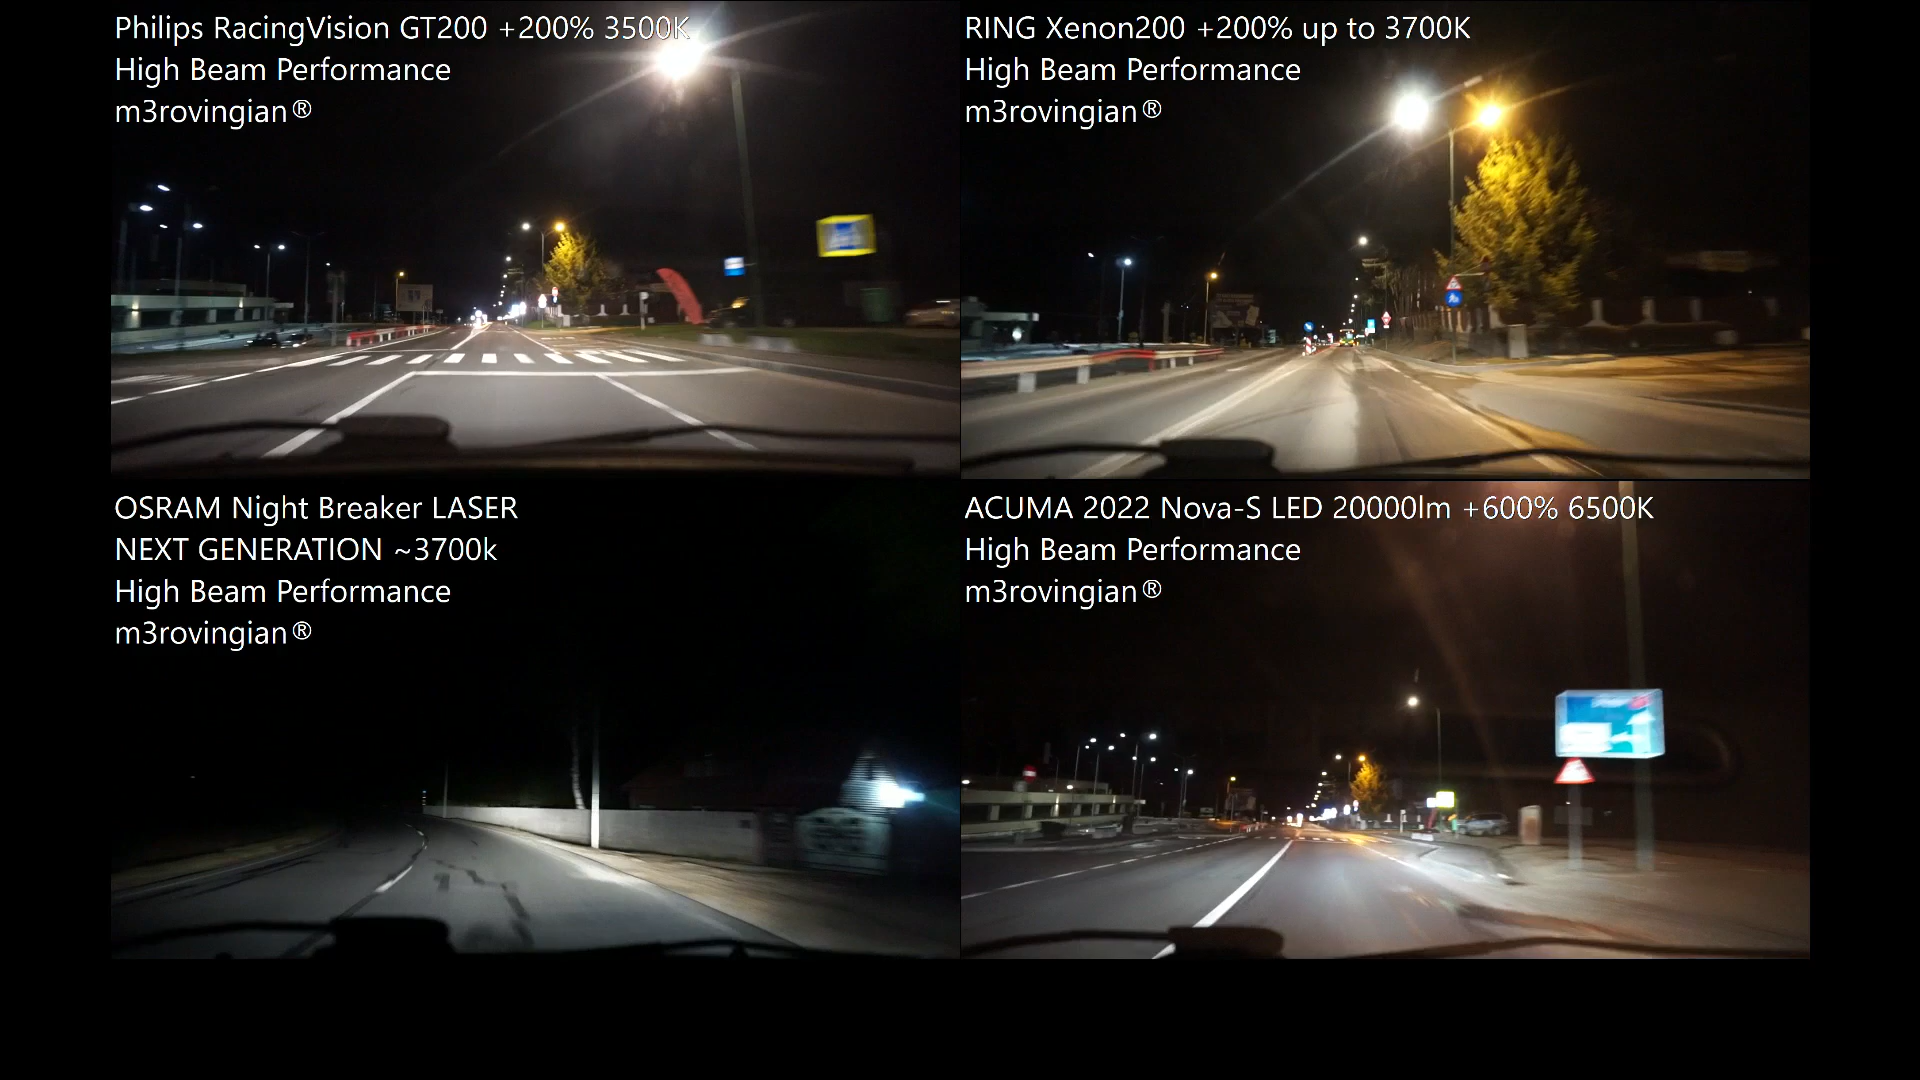 Philips RacingVision GT200 +200% 3500K
High Beam Performance
m3rovingian®
RING Xenon200 +200% up to 3700K
High Beam Performance
m3rovingian®
OSRAM Night Breaker LASER
NEXT GENERATION ~3700k
High Beam Performance
m3rovingian®
ACUMA 2022 Nova-S LED 20000lm +600% 6500K
High Beam Performance
m3rovingian®